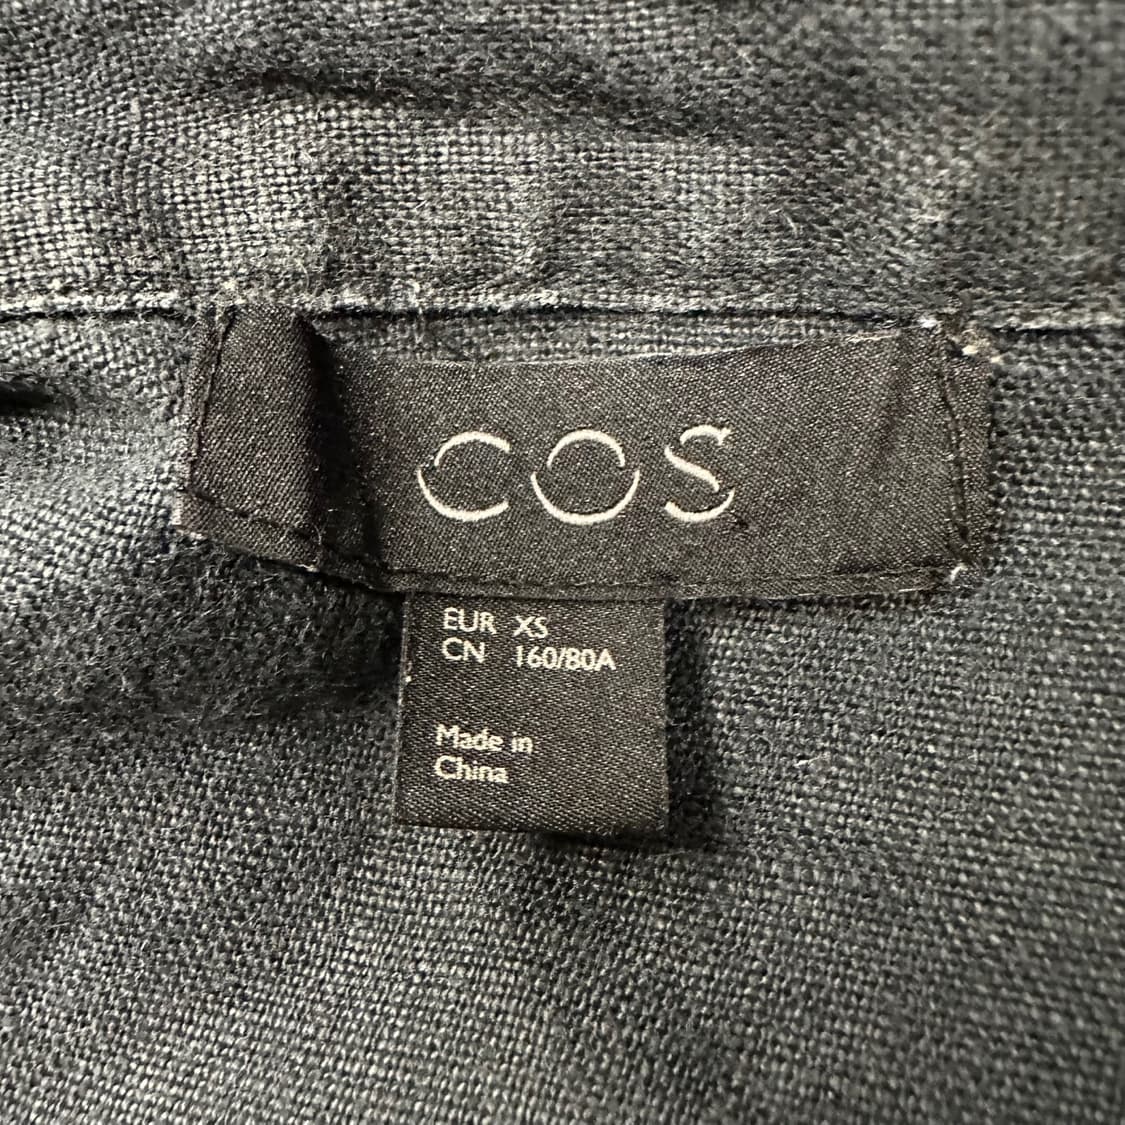 COS
EUR XS
CN 160/80A
Made in
China